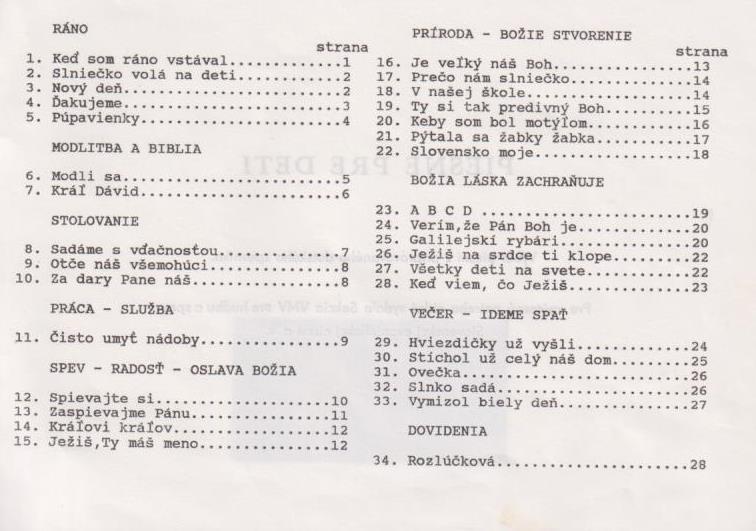 RÁNO
strana
1. Keď som ráno vstával.............1
2. Slniečko volá na deti............2
3. Nový deň.........................2
4. Ďakujeme.........................3
5. Púpavienky.......................4
MODLITBA A BIBLIA
6. Modli sa.........................5
7. Kráľ Dávid.......................6
STOLOVANIE
8. Sadáme s vďačnosťou..............7
9. Otče náš všemohúci...............8
10. Za dary Pane náš................8
PRÁCA - SLUŽBA
11. Čisto umyť nádoby...............9
SPEV - RADOSŤ - OSLAVA BOŽIA
12. Spievajte si....................10
13. Zaspievajme Pánu................11
14. Kráľovi kráľov..................12
15. Ježiš,Ty máš meno...............12
PRÍRODA - BOŽIE STVORENIE
strana
16. Je veľký náš Boh................13
17. Prečo nám slniečko..............14
18. V našej škole...................14
19. Ty si tak predivný Boh..........15
20. Keby som bol motýľom............16
21. Pýtala sa žabky žabka...........17
22. Slovensko moje..................18
BOŽIA LÁSKA ZACHRAŇUJE
23. A B C D ........................19
24. Verím,že Pán Boh je.............20
25. Galilejskí rybári...............20
26. Ježiš na srdce ti klope.........22
27. Všetky deti na svete............22
28. Keď viem, čo Ježiš..............23
VEČER - IDEME SPAŤ
29. Hviezdičky už vyšli.............24
30. Stíchol už celý náš dom.........25
31. Ovečka..........................26
32. Slnko sadá......................26
33. Vymizol biely deň...............27
DOVIDENIA
34. Rozlúčková......................28
PIESNE PRE DETI